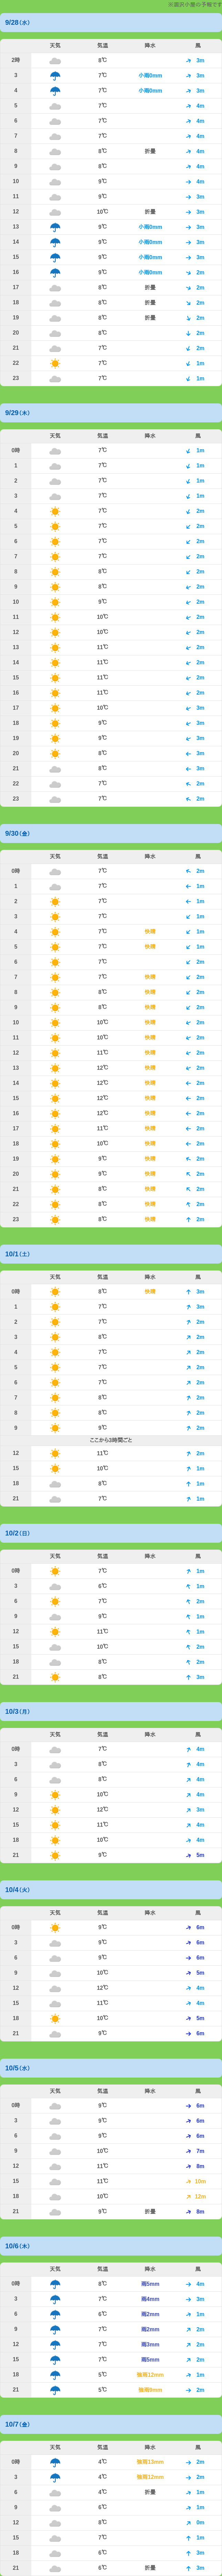 ※画許小量の予報です
9/28(水)
天気 気温 降水 風
2時 8℃ 3m
3 7℃ 小雨0mm 3m
4 7℃ 小雨0mm 3m
5 7℃ 4m
6 7℃ 4m
7 7℃ 4m
8 8℃ 折曇 4m
9 8℃ 4m
10 9℃ 4m
11 9℃ 3m
12 10℃ 折曇 3m
13 9℃ 小雨0mm 3m
14 9℃ 小雨0mm 3m
15 9℃ 小雨0mm 3m
16 9℃ 小雨0mm 2m
17 9℃ 折曇 2m
18 8℃ 折曇 2m
19 8℃ 折曇 2m
20 8℃ 2m
21 7℃ 2m
22 7℃ 1m
23 7℃ 1m
9/29(木)
天気 気温 降水 風
0時 7℃ 1m
1 7℃ 1m
2 7℃ 1m
3 7℃ 1m
4 7℃ 2m
5 7℃ 2m
6 7℃ 2m
7 7℃ 2m
8 8℃ 2m
9 8℃ 2m
10 9℃ 2m
11 10℃ 2m
12 10℃ 2m
13 11℃ 2m
14 11℃ 2m
15 11℃ 2m
16 11℃ 2m
17 10℃ 3m
18 9℃ 3m
19 9℃ 3m
20 8℃ 3m
21 8℃ 3m
22 7℃ 2m
23 7℃ 2m
9/30(金)
天気 気温 降水 風
0時 7℃ 2m
1 7℃ 1m
2 7℃ 1m
3 7℃ 1m
4 7℃ 快晴 1m
5 7℃ 快晴 1m
6 7℃ 2m
7 7℃ 快晴 2m
8 8℃ 快晴 2m
9 8℃ 快晴 2m
10 10℃ 快晴 2m
11 10℃ 快晴 2m
12 11℃ 快晴 2m
13 12℃ 快晴 2m
14 12℃ 快晴 2m
15 12℃ 快晴 2m
16 12℃ 快晴 2m
17 11℃ 快晴 2m
18 10℃ 快晴 2m
19 9℃ 快晴 2m
20 9℃ 快晴 2m
21 8℃ 快晴 2m
22 8℃ 快晴 2m
23 8℃ 快晴 2m
10/1(土)
天気 気温 降水 風
0時 8℃ 快晴 3m
1 7℃ 3m
2 7℃ 2m
3 8℃ 2m
4 7℃ 2m
5 7℃ 2m
6 7℃ 2m
7 8℃ 2m
8 8℃ 2m
9 9℃ 2m
ここから3時間ごと
12 11℃ 2m
15 10℃ 1m
18 8℃ 1m
21 7℃ 1m
10/2(日)
天気 気温 降水 風
0時 7℃ 1m
3 6℃ 1m
6 7℃ 2m
9 9℃ 1m
12 11℃ 1m
15 10℃ 2m
18 8℃ 2m
21 8℃ 3m
10/3(月)
天気 気温 降水 風
0時 7℃ 4m
3 8℃ 4m
6 8℃ 4m
9 10℃ 4m
12 12℃ 3m
15 11℃ 4m
18 10℃ 4m
21 9℃ 5m
10/4(火)
天気 気温 降水 風
0時 9℃ 6m
3 9℃ 6m
6 9℃ 6m
9 10℃ 5m
12 12℃ 4m
15 11℃ 4m
18 10℃ 5m
21 9℃ 6m
10/5(水)
天気 気温 降水 風
0時 9℃ 6m
3 9℃ 6m
6 9℃ 6m
9 10℃ 7m
12 11℃ 8m
15 11℃ 10m
18 10℃ 12m
21 9℃ 折曇 8m
10/6(木)
天気 気温 降水 風
0時 8℃ 雨5mm 4m
3 7℃ 雨4mm 3m
6 6℃ 雨2mm 1m
9 7℃ 雨2mm 2m
12 7℃ 雨3mm 2m
15 7℃ 雨5mm 2m
18 5℃ 強雨12mm 1m
21 5℃ 強雨8mm 2m
10/7(金)
天気 気温 降水 風
0時 4℃ 強雨13mm 2m
3 4℃ 強雨12mm 2m
6 4℃ 折曇 1m
9 6℃ 1m
12 8℃ 0m
15 7℃ 1m
18 6℃ 3m
21 6℃ 折曇 3m